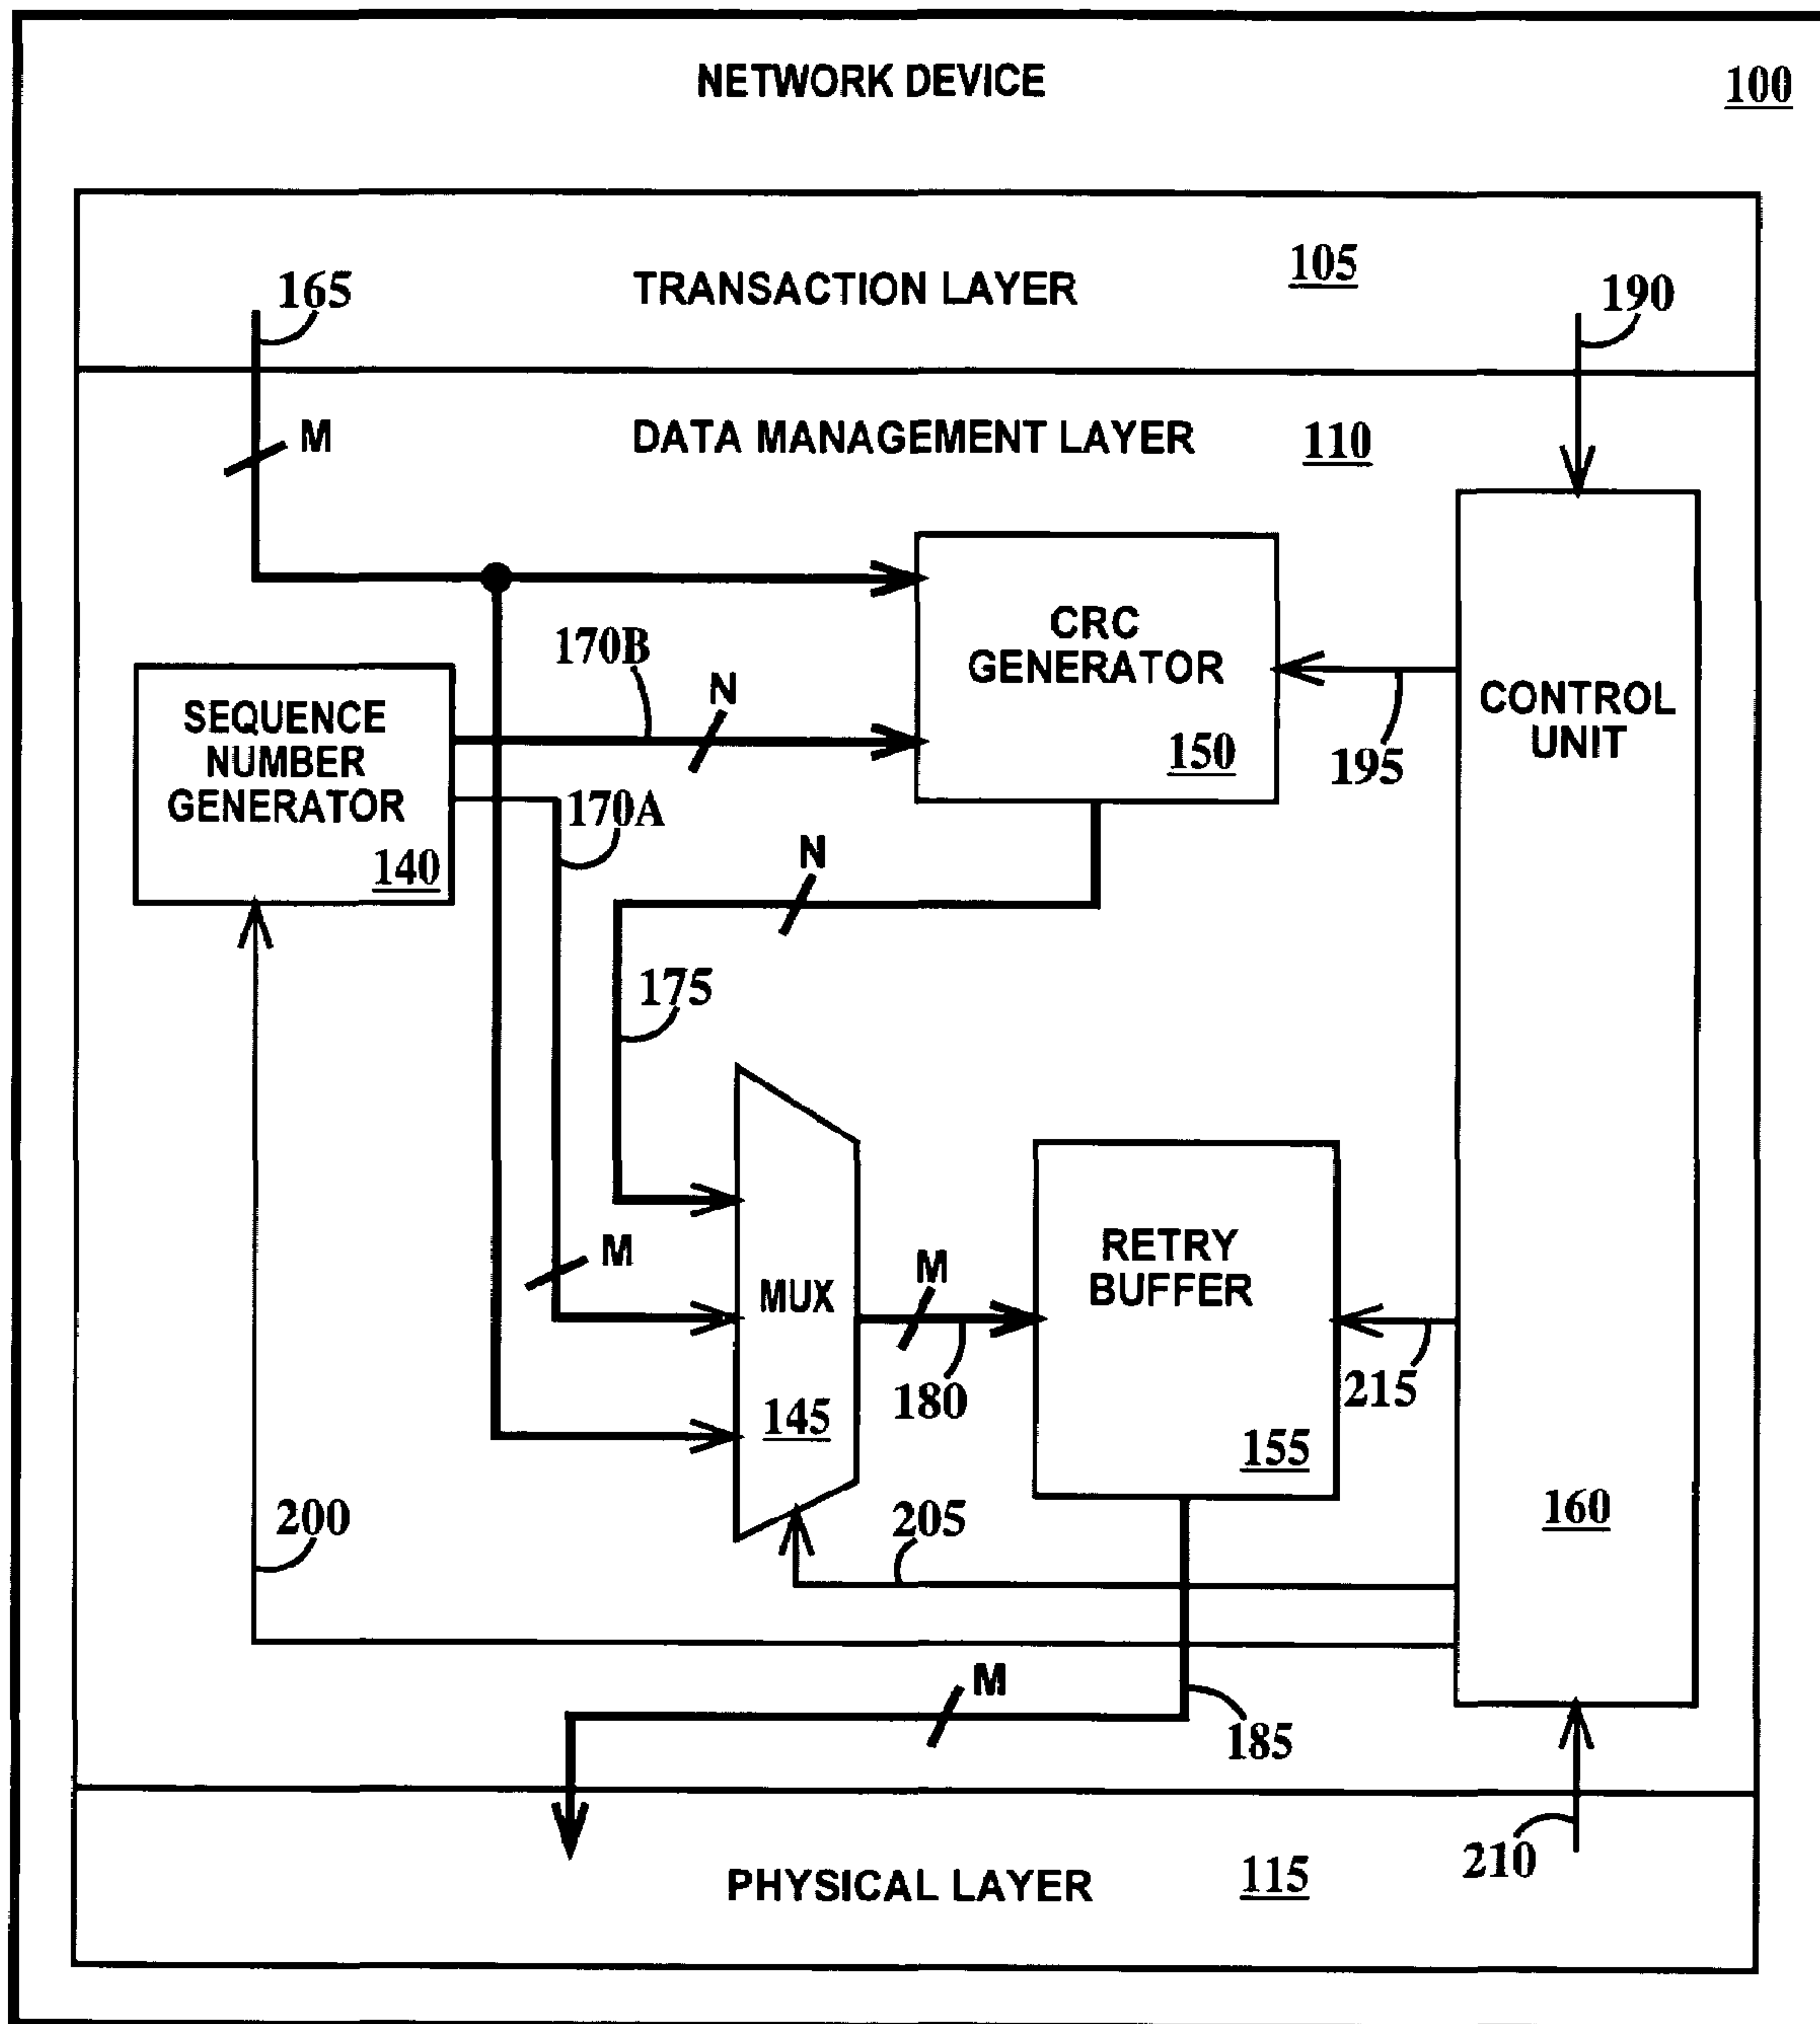 NETWORK DEVICE
100
TRANSACTION LAYER
105
165
190
M
DATA MANAGEMENT LAYER
110
CRC
GENERATOR
150
170B
N
SEQUENCE
NUMBER
GENERATOR
140
195
CONTROL
UNIT
170A
N
175
M
MUX
145
M
180
RETRY
BUFFER
155
215
160
200
205
M
185
210
PHYSICAL LAYER
115